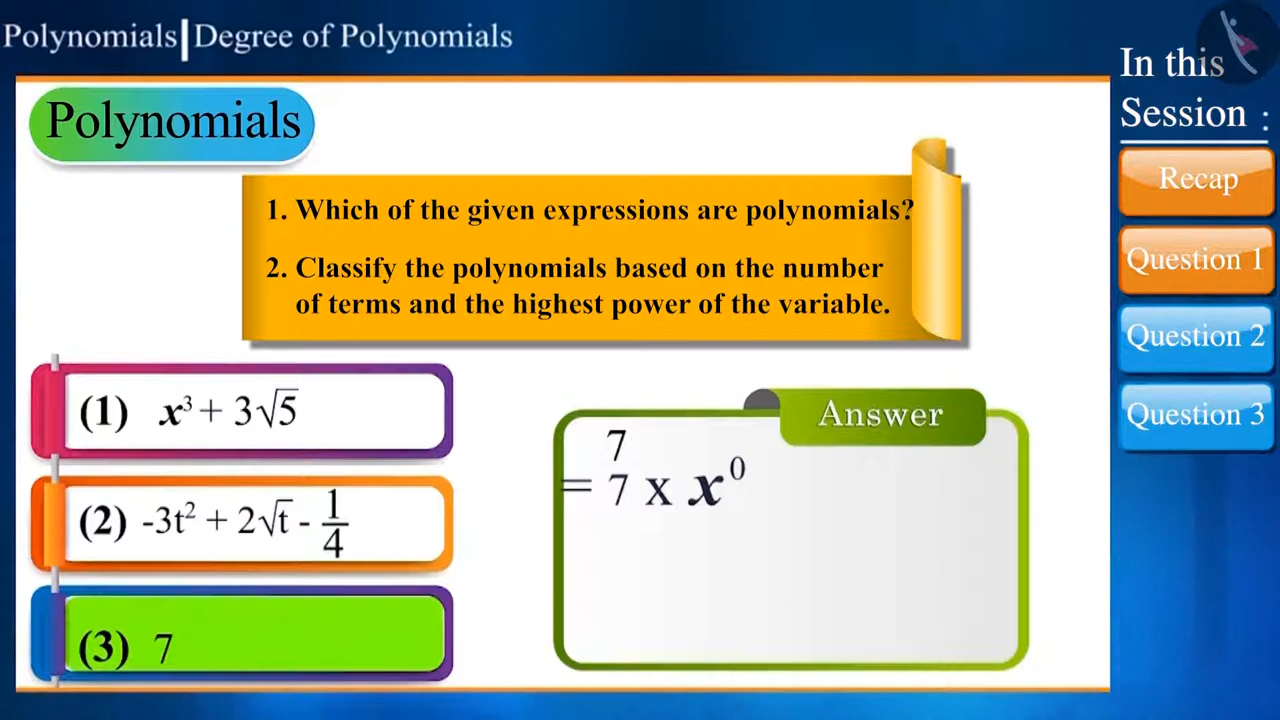 Polynomials|Degree of Polynomials
In this
Session :
Polynomials
1. Which of the given expressions are polynomials?
2. Classify the polynomials based on the number
of terms and the highest power of the variable.
Recap
Question 1
Question 2
Question 3
(1) x³ + 3√5
(2) -3t² + 2√t - 1/4
(3) 7
Answer
7
= 7 x x⁰